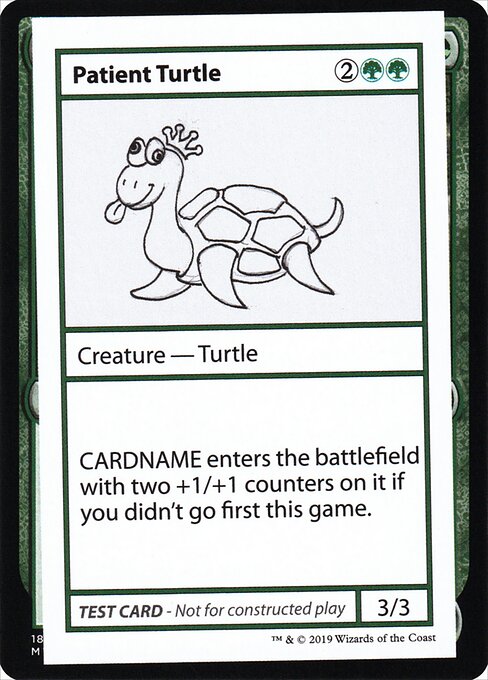 Patient Turtle 2
Creature — Turtle
CARDNAME enters the battlefield
with two +1/+1 counters on it if
you didn't go first this game.
TEST CARD - Not for constructed play 3/3
18
M
™ & © 2019 Wizards of the Coast